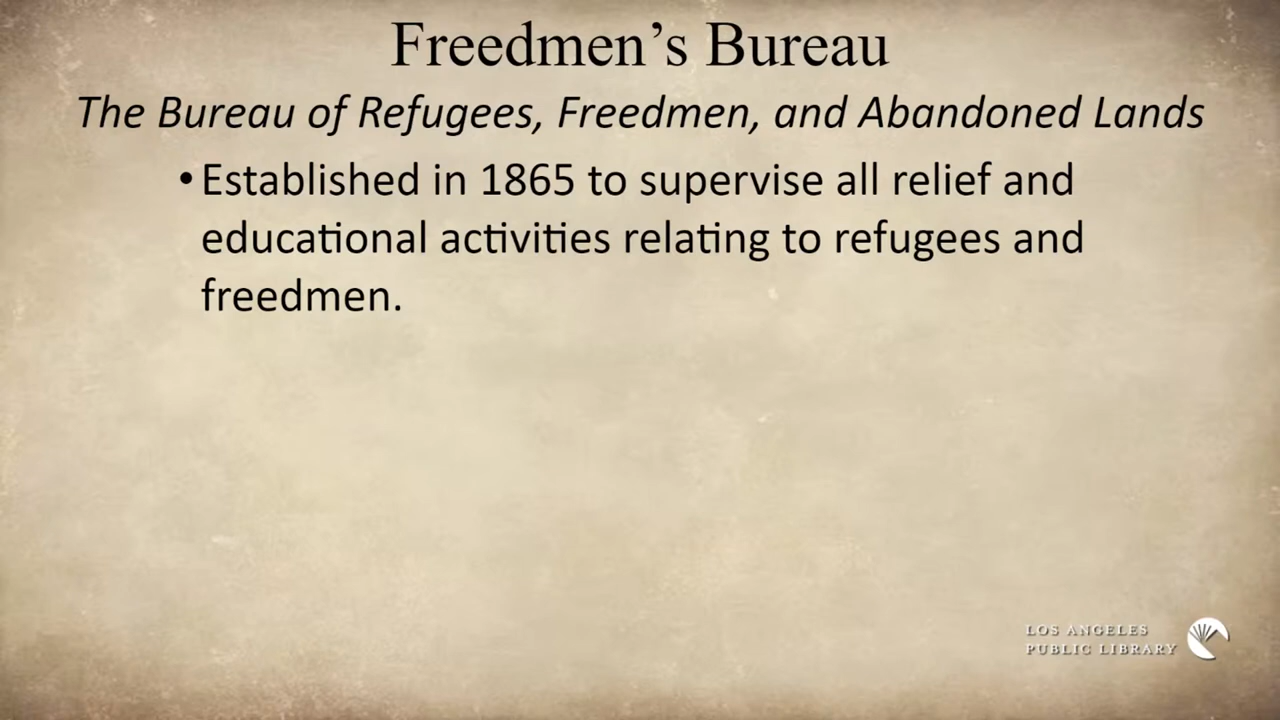 Freedmen’s Bureau
The Bureau of Refugees, Freedmen, and Abandoned Lands
• Established in 1865 to supervise all relief and
educational activities relating to refugees and
freedmen.
LOS ANGELES
PUBLIC LIBRARY